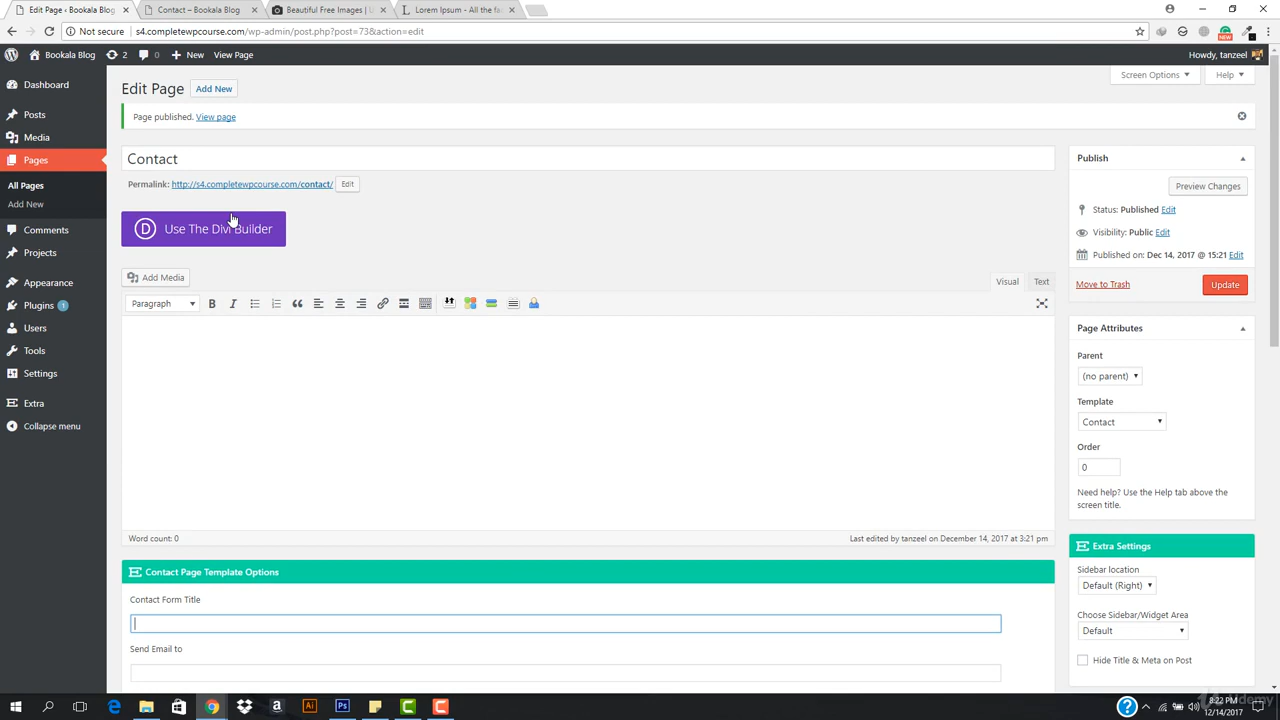 Edit Page ‹ Bookala Blog
Contact – Bookala Blog
Beautiful Free Images | U
Lorem Ipsum - All the fa
Not secure
s4.completewpcourse.com/wp-admin/post.php?post=73&action=edit
Bookala Blog
2
0
New
View Page
Howdy, tanzeel
Dashboard
Posts
Media
Pages
All Pages
Add New
Comments
Projects
Appearance
Plugins 1
Users
Tools
Settings
Extra
Collapse menu
Edit Page
Add New
Screen Options
Help
Page published. View page
Contact
Permalink: http://s4.completewpcourse.com/contact/ Edit
D Use The Divi Builder
Add Media
Visual
Text
Paragraph
B
I
Word count: 0
Last edited by tanzeel on December 14, 2017 at 3:21 pm
Contact Page Template Options
Contact Form Title
Send Email to
Publish
Preview Changes
Status: Published Edit
Visibility: Public Edit
Published on: Dec 14, 2017 @ 15:21 Edit
Move to Trash
Update
Page Attributes
Parent
(no parent)
Template
Contact
Order
0
Need help? Use the Help tab above the
screen title.
Extra Settings
Sidebar location
Default (Right)
Choose Sidebar/Widget Area
Default
Hide Title & Meta on Post
8:22 PM
12/14/2017